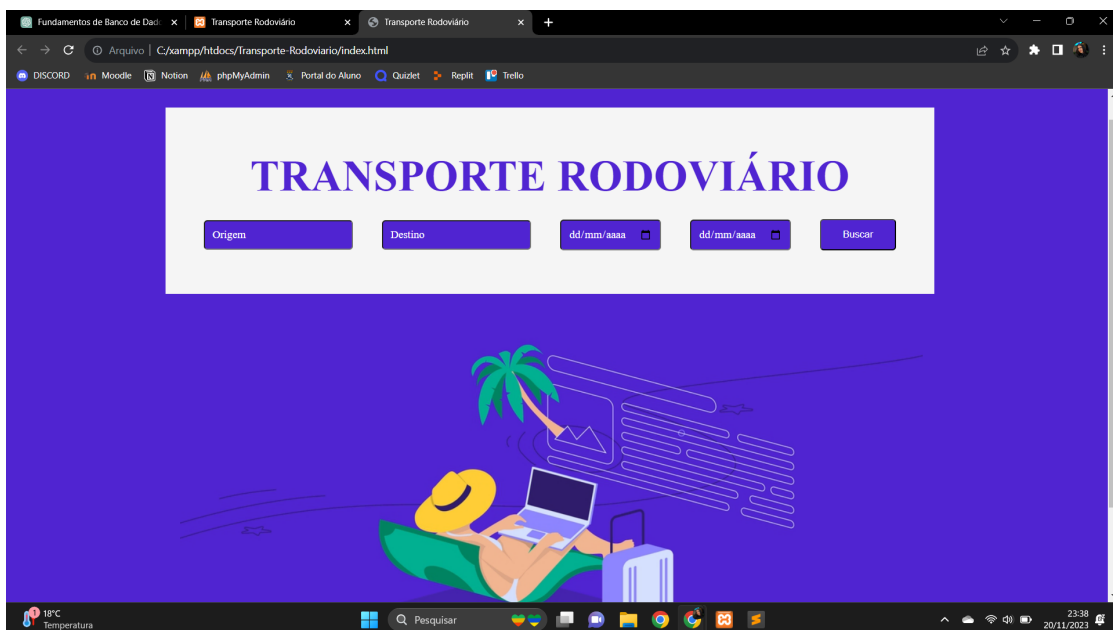 Fundamentos de Banco de Dad
Transporte Rodoviário
Transporte Rodoviário
Arquivo
C:/xampp/htdocs/Transporte-Rodoviario/index.html
DISCORD
Moodle
Notion
phpMyAdmin
Portal do Aluno
Quizlet
Replit
Trello
TRANSPORTE RODOVIÁRIO
Origem
Destino
dd/mm/aaaa
dd/mm/aaaa
Buscar
1
18°C
Temperatura
Pesquisar
23:38
20/11/2023